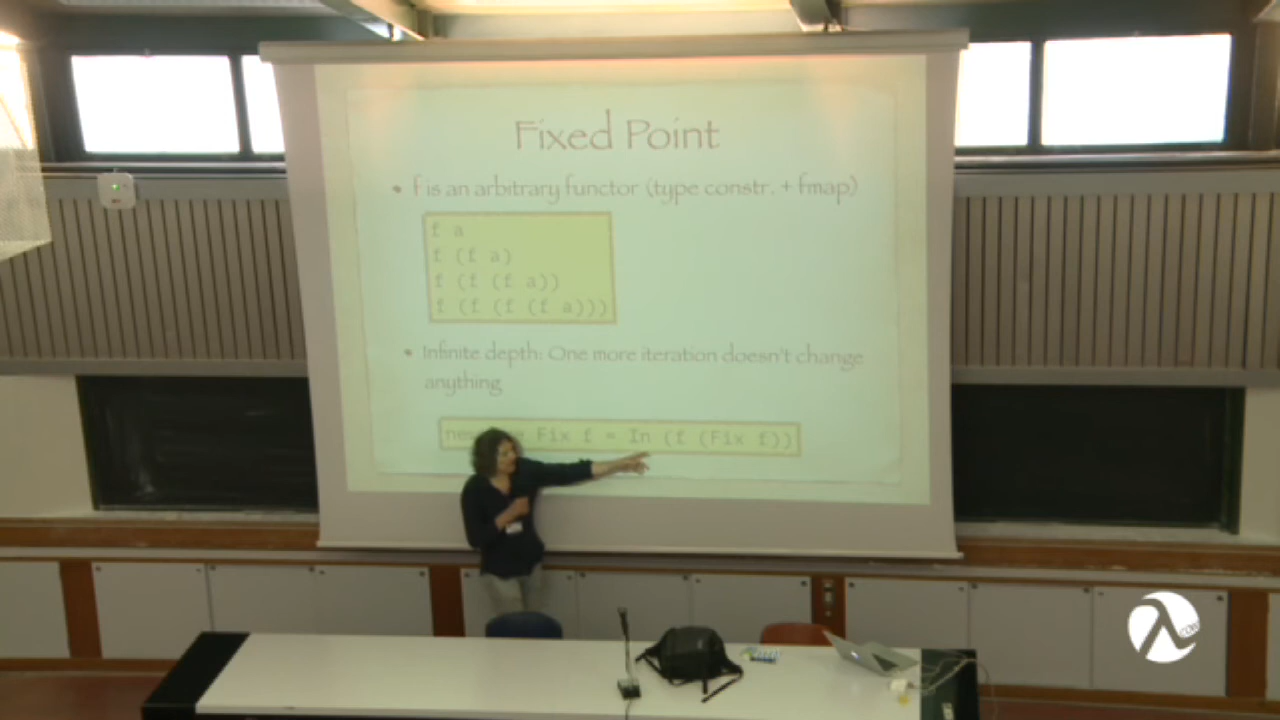 Fixed Point
• f is an arbitrary functor (type constr. + fmap)
f a
f (f a)
f (f (f a))
f (f (f (f a)))
• Infinite depth: One more iteration doesn't change
anything
Fix f = In (f (Fix f))
λ